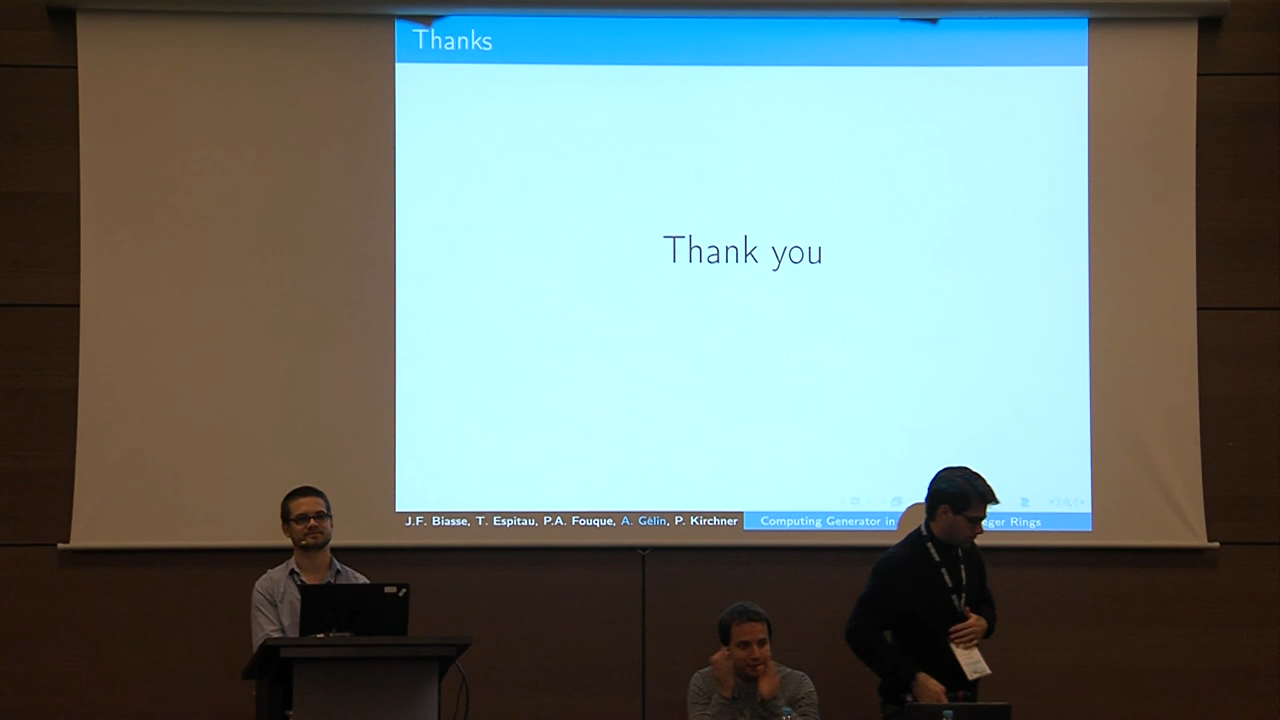 Thanks
Thank you
J.F. Biasse, T. Espitau, P.A. Fouque, A. Gélin, P. Kirchner
Computing Generator in eger Rings